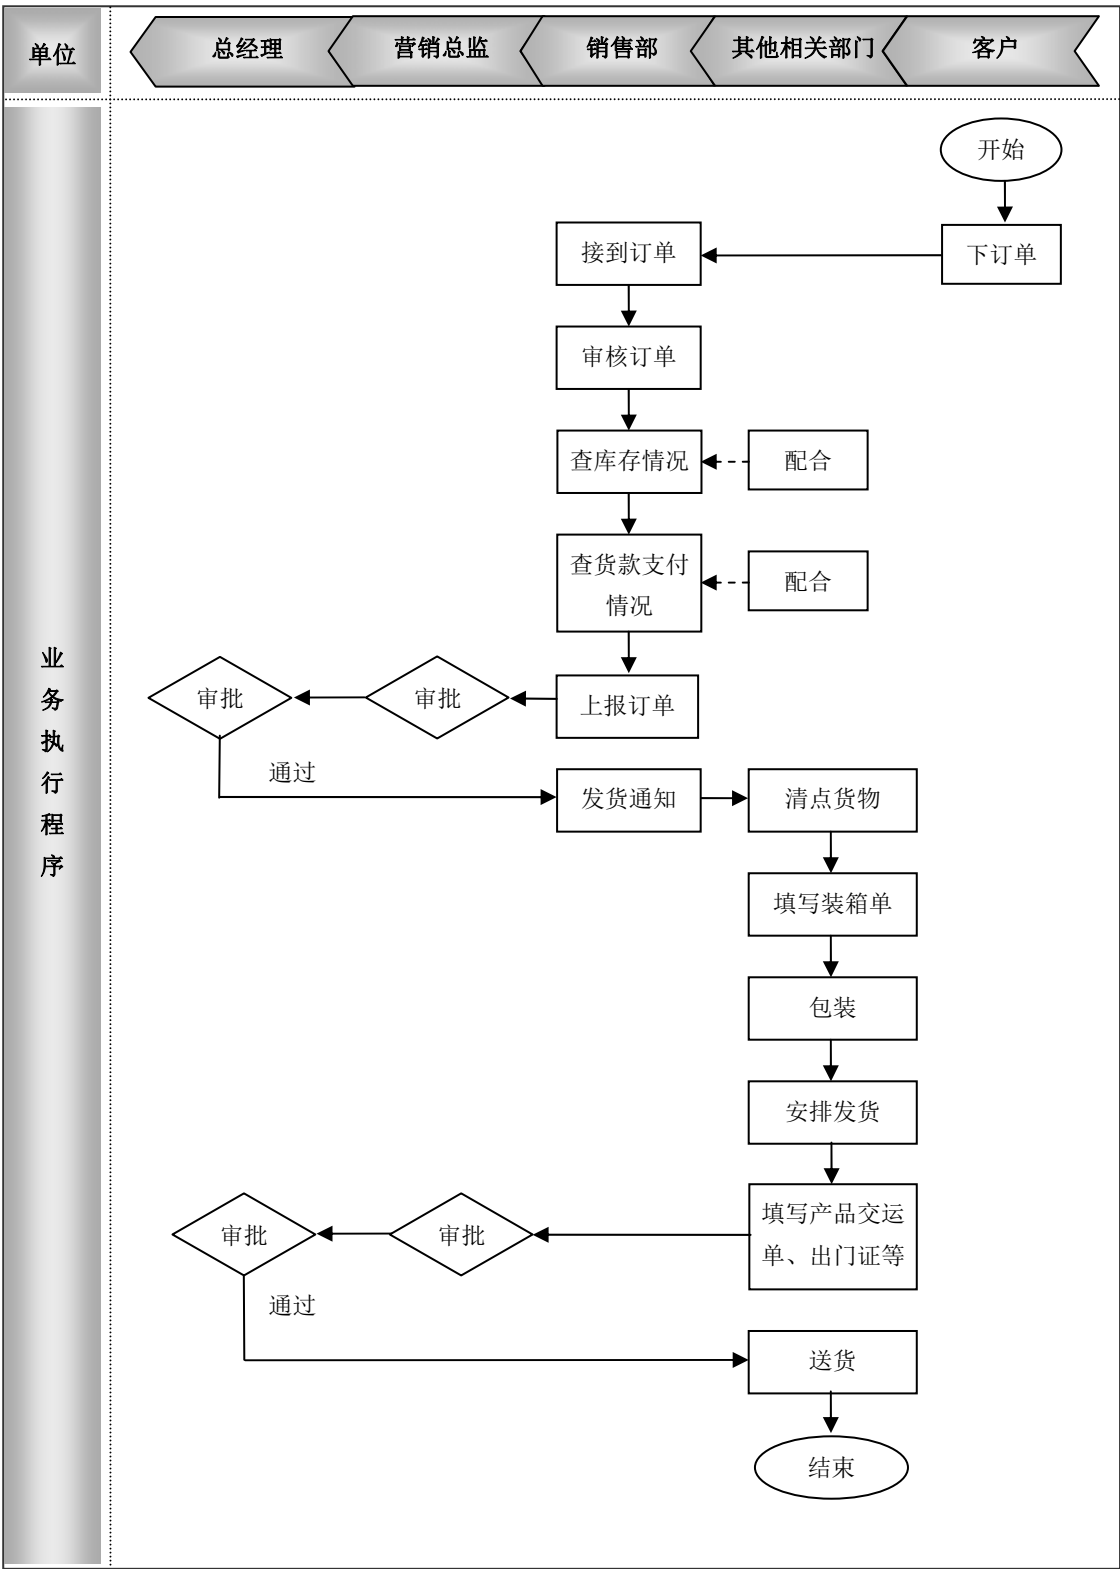 单位
总经理
营销总监
销售部
其他相关部门
客户
业
务
执
行
程
序
开始
接到订单
下订单
审核订单
查库存情况
配合
查货款支付
情况
配合
审批
审批
上报订单
通过
发货通知
清点货物
填写装箱单
包装
安排发货
填写产品交运
单、出门证等
审批
审批
通过
送货
结束